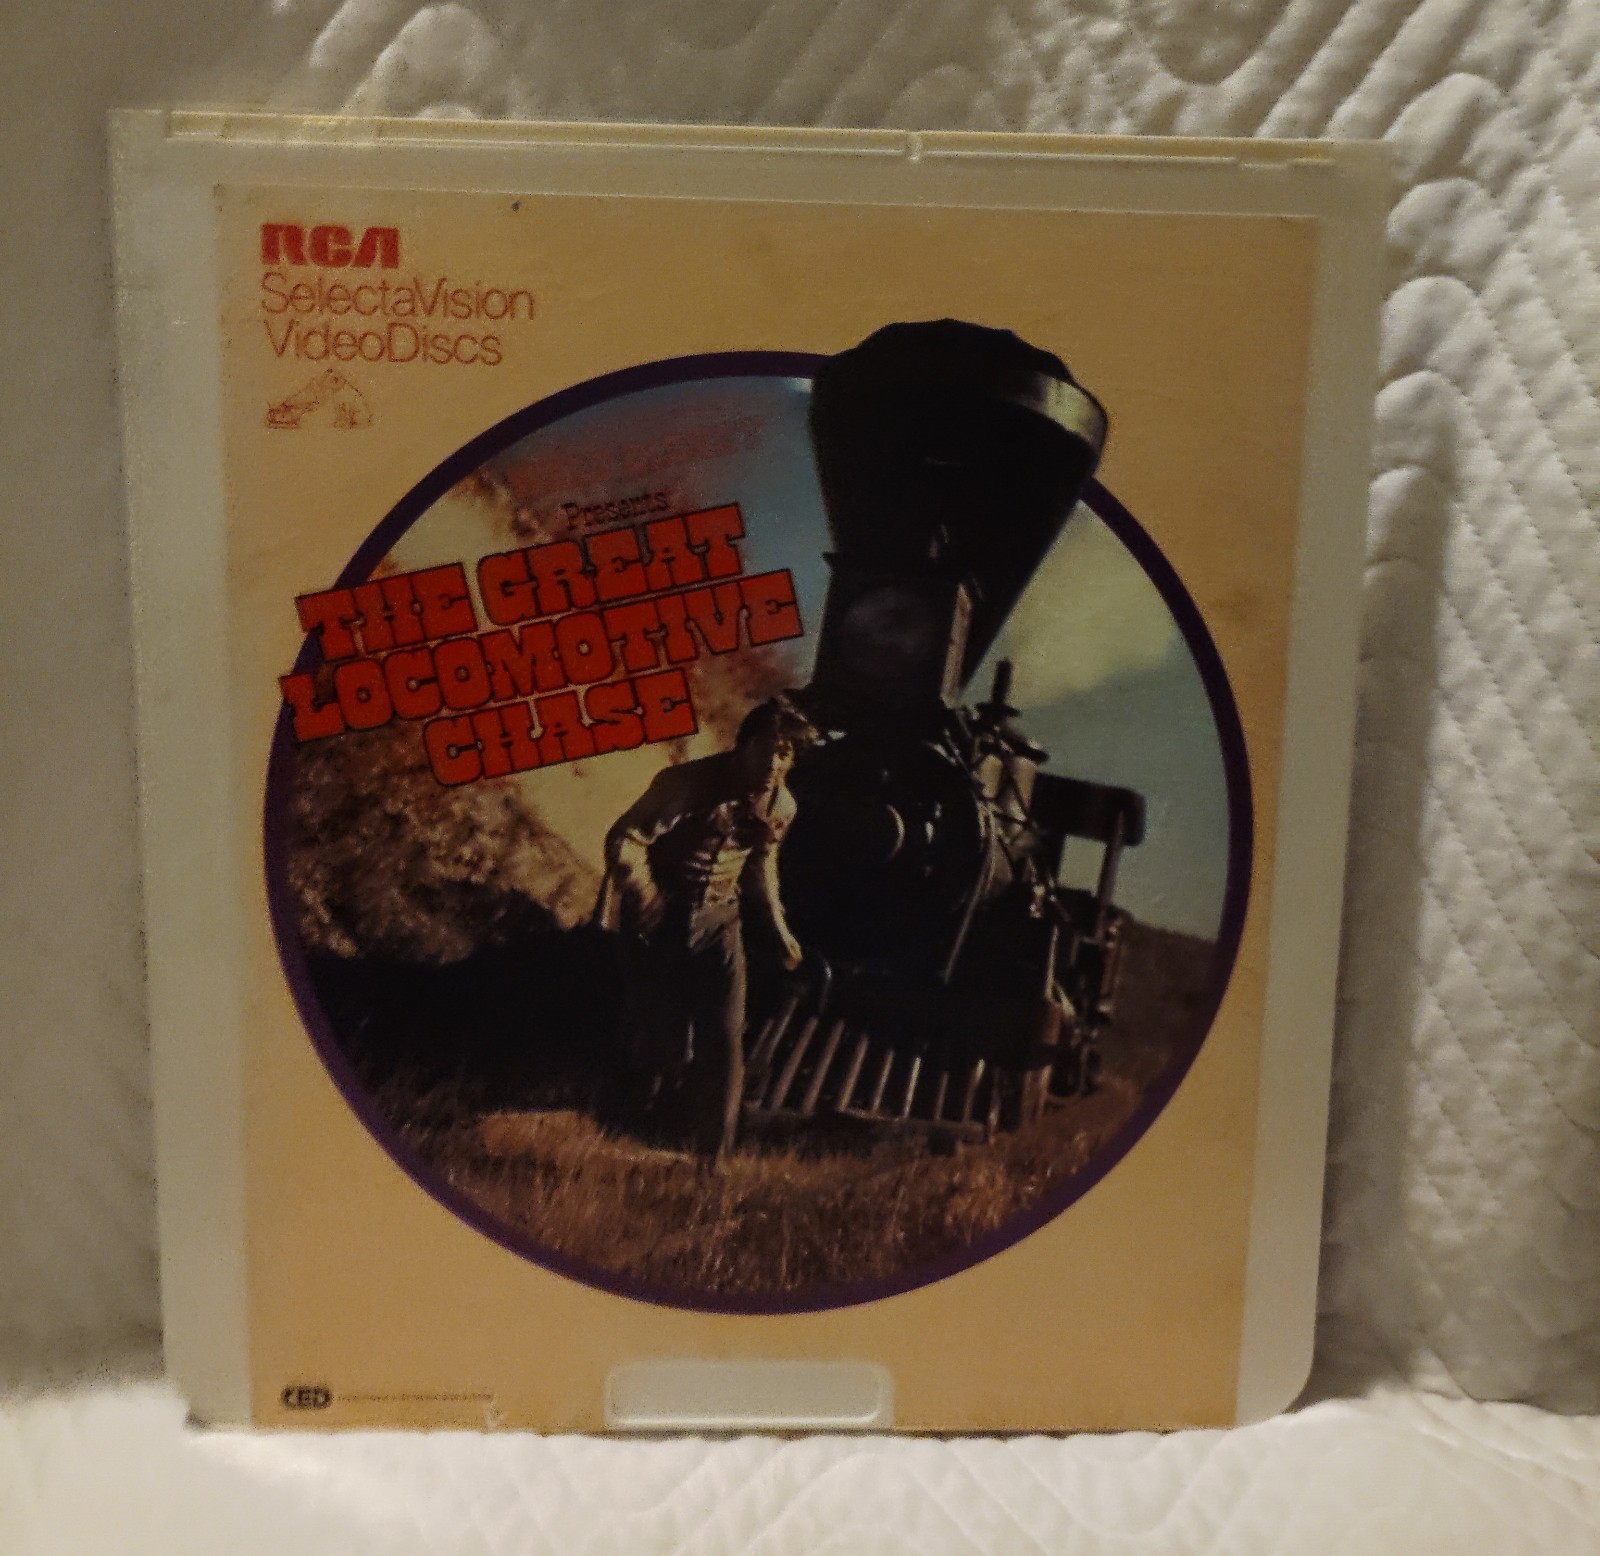 RCA
SelectaVision
VideoDiscs
Presents
THE GREAT
LOCOMOTIVE
CHASE
CED